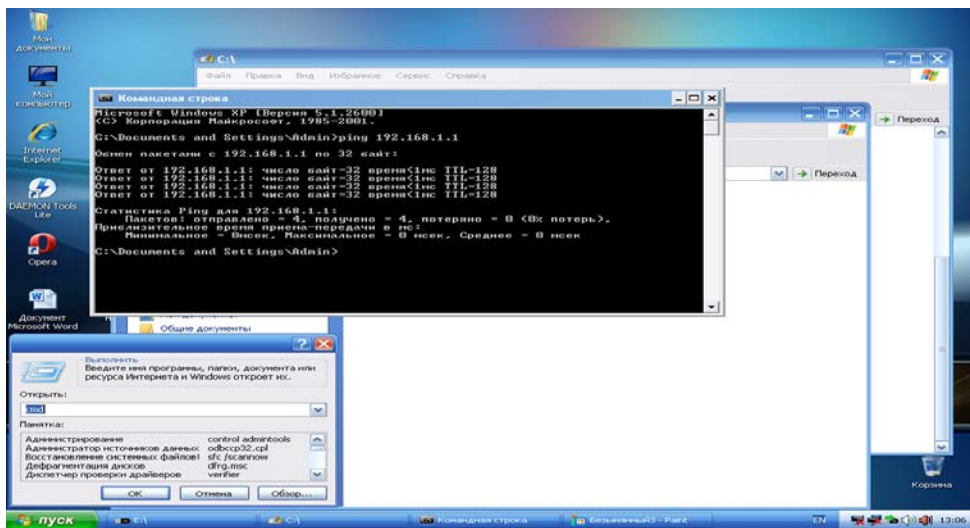 Мои документы
Мой компьютер
Internet Explorer
DAEMON Tools Lite
Opera
Документ Microsoft Word
C:\
Файл Правка Вид Избранное Сервис Справка
Переход
Переход
Командная строка
Microsoft Windows XP [Версия 5.1.2600]
(C) Корпорация Майкрософт, 1985-2001.
C:\Documents and Settings\Admin>ping 192.168.1.1
Обмен пакетами с 192.168.1.1 по 32 байт:
Ответ от 192.168.1.1: число байт=32 время<1мс TTL=128
Ответ от 192.168.1.1: число байт=32 время<1мс TTL=128
Ответ от 192.168.1.1: число байт=32 время<1мс TTL=128
Ответ от 192.168.1.1: число байт=32 время<1мс TTL=128
Статистика Ping для 192.168.1.1:
Пакетов: отправлено = 4, получено = 4, потеряно = 0 (0% потерь),
Приблизительное время приема-передачи в мс:
Минимальное = 0мсек, Максимальное = 0 мсек, Среднее = 0 мсек
C:\Documents and Settings\Admin>
Общие документы
Выполнить
Введите имя программы, папки, документа или
ресурса Интернета и Windows откроет их.
Открыть:
cmd
Памятка:
Администрирование control admintools
Администратор источников данных odbccp32.cpl
Восстановление системных файлов! sfc /scannow
Дефрагментация дисков dfrg.msc
Диспетчер проверки драйверов verifier
ОК Отмена Обзор...
Корзина
пуск E:\ C:\ Командная строка Безымянный3 - Paint EN 13:06